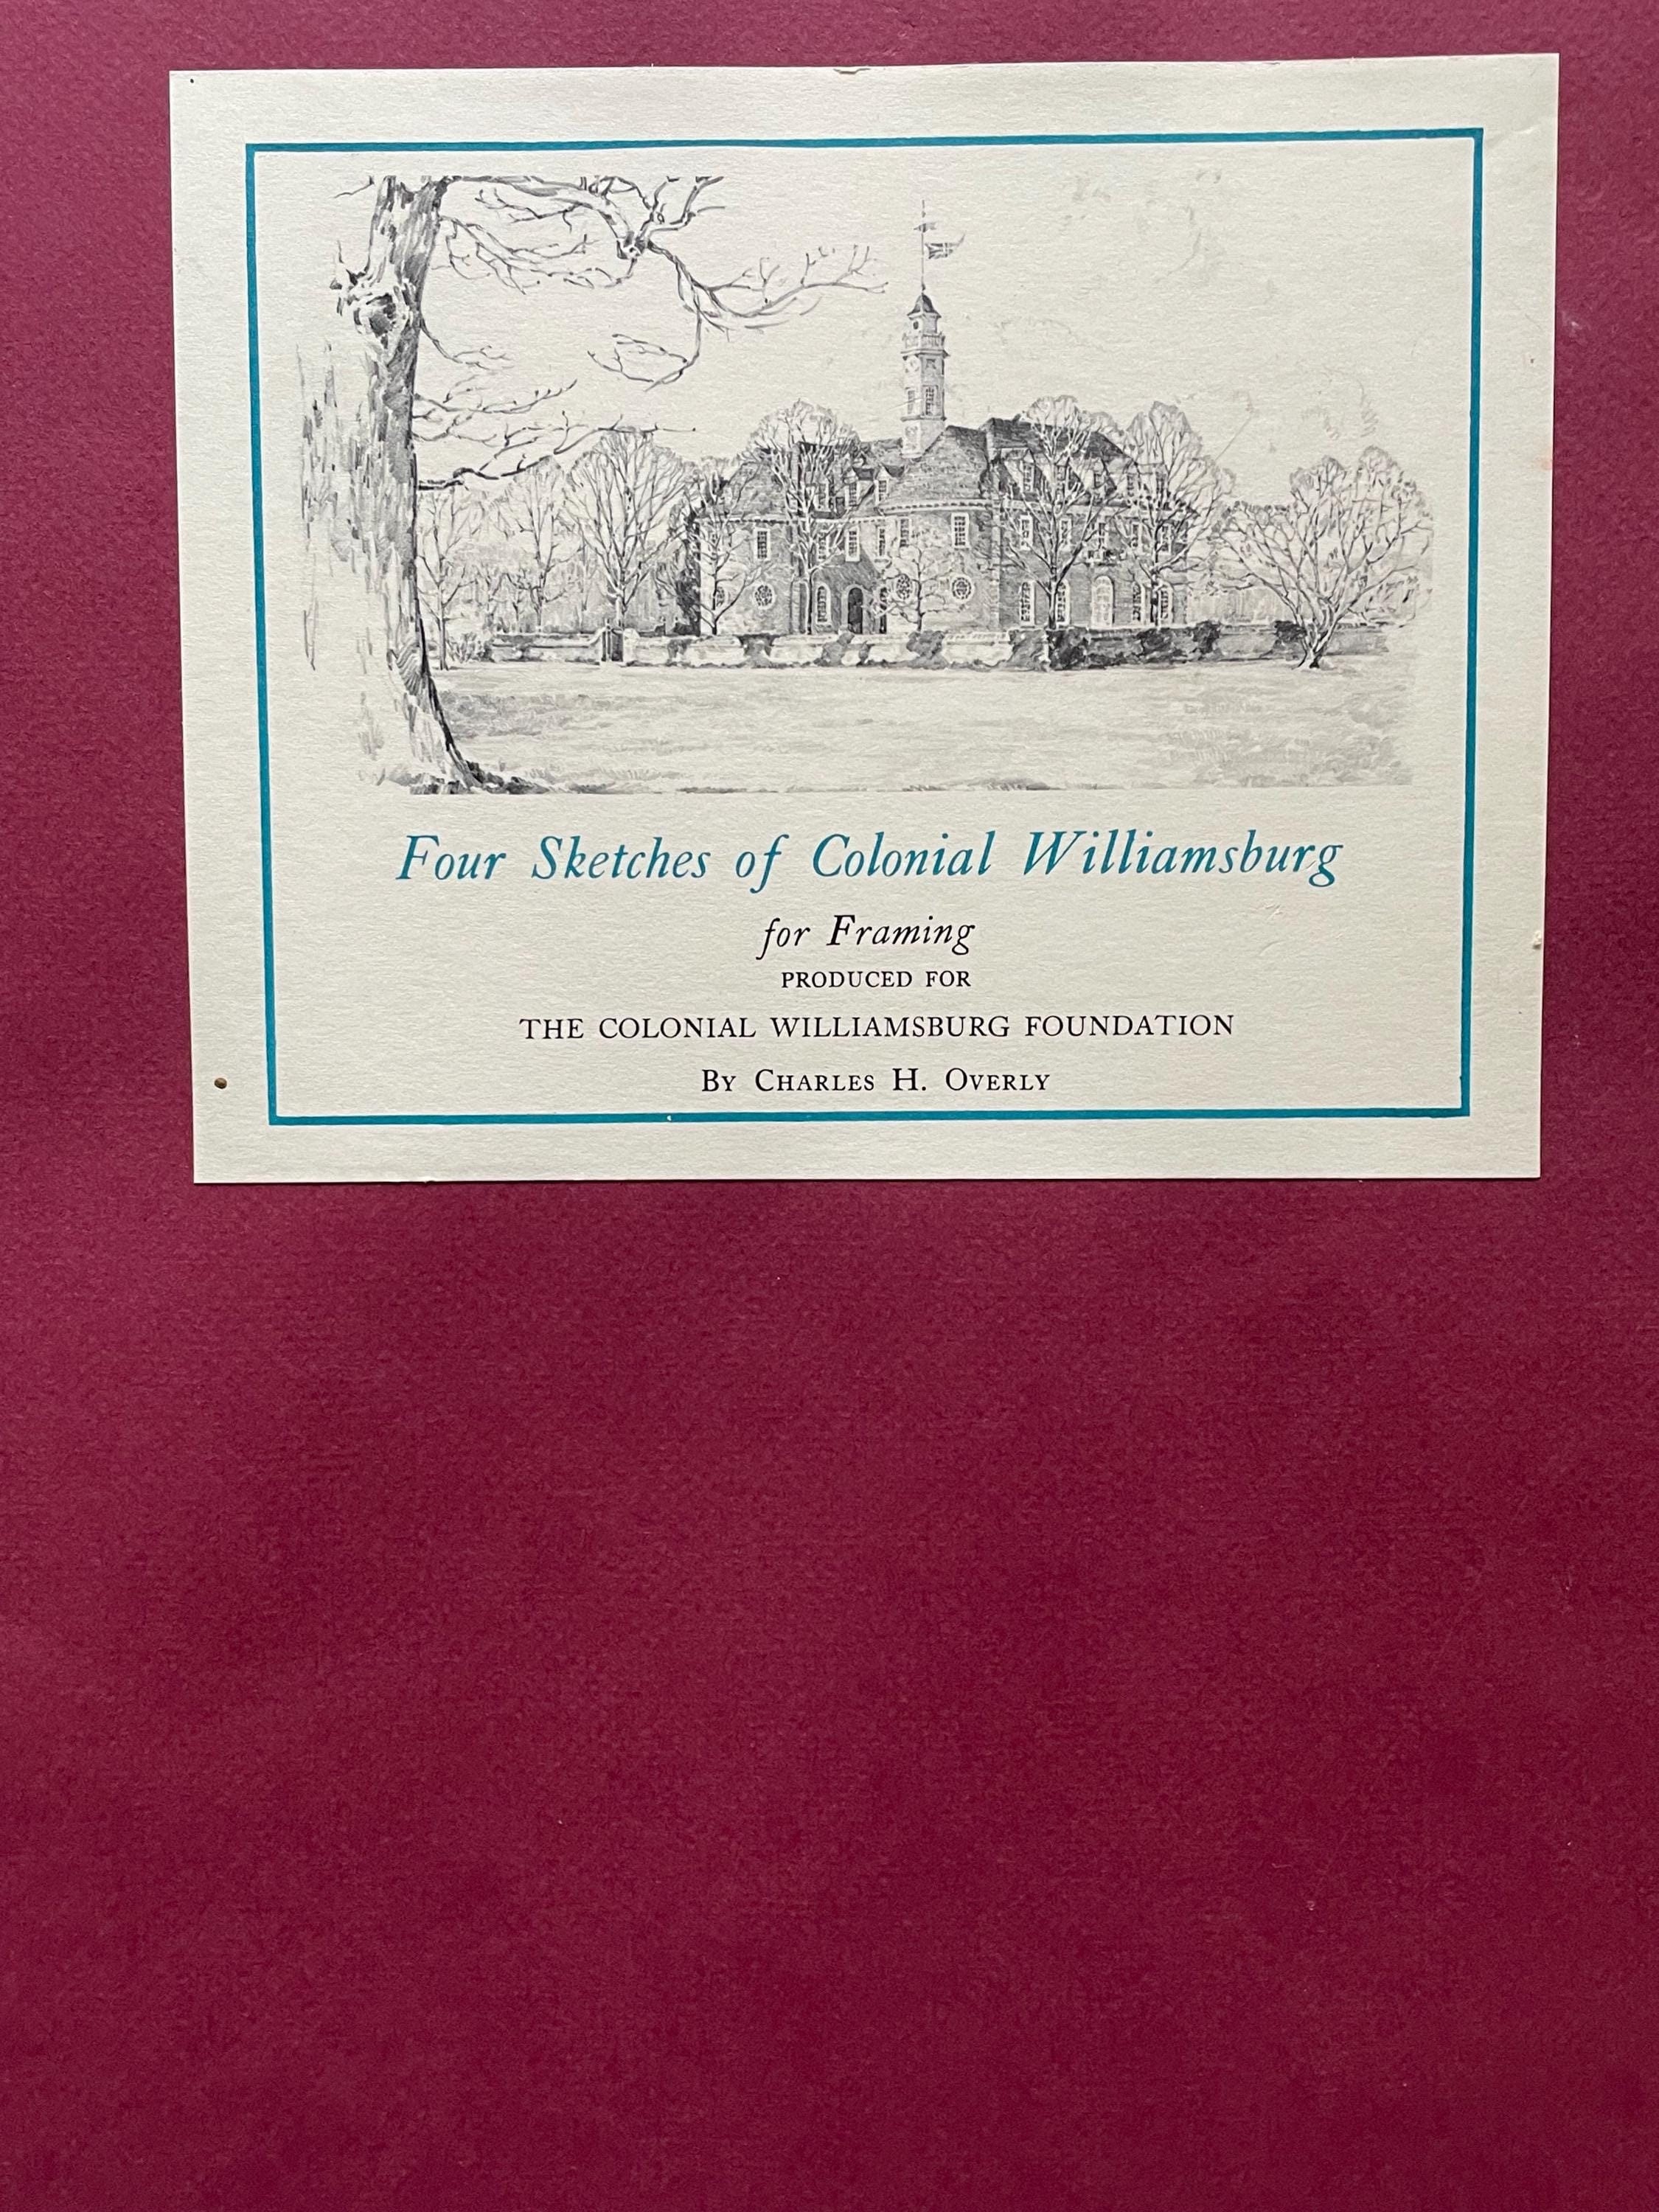 Four Sketches of Colonial Williamsburg
for Framing
PRODUCED FOR
THE COLONIAL WILLIAMSBURG FOUNDATION
BY CHARLES H. OVERLY